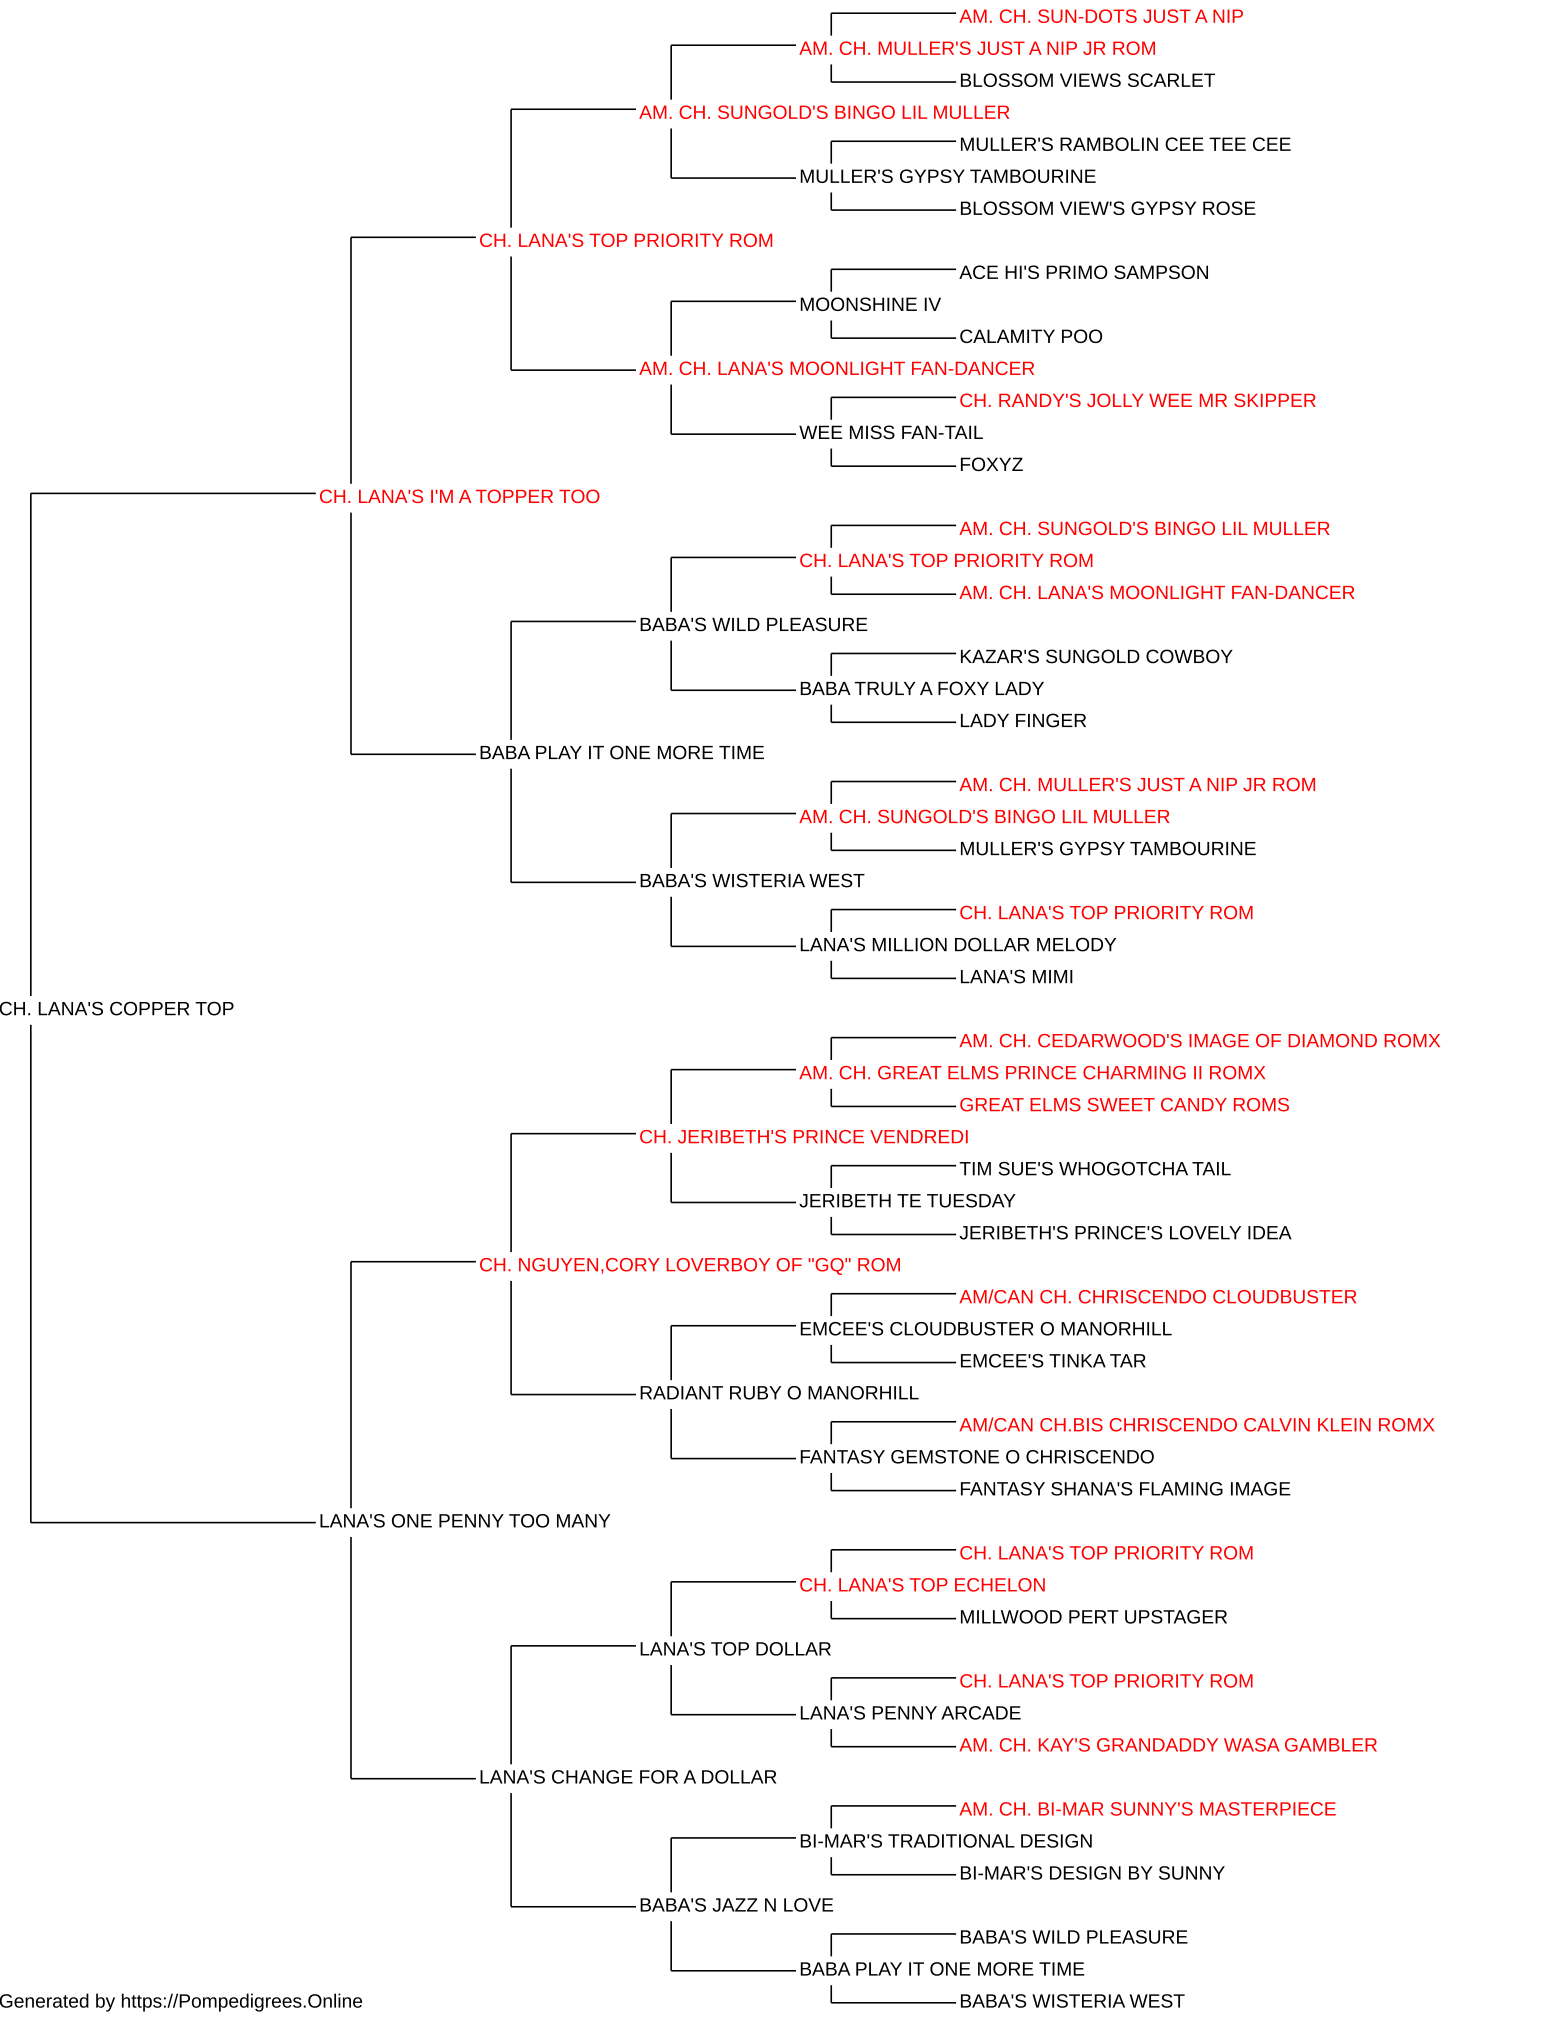 AM. CH. SUN-DOTS JUST A NIP
AM. CH. MULLER'S JUST A NIP JR ROM
BLOSSOM VIEWS SCARLET
AM. CH. SUNGOLD'S BINGO LIL MULLER
MULLER'S RAMBOLIN CEE TEE CEE
MULLER'S GYPSY TAMBOURINE
BLOSSOM VIEW'S GYPSY ROSE
CH. LANA'S TOP PRIORITY ROM
ACE HI'S PRIMO SAMPSON
MOONSHINE IV
CALAMITY POO
AM. CH. LANA'S MOONLIGHT FAN-DANCER
CH. RANDY'S JOLLY WEE MR SKIPPER
WEE MISS FAN-TAIL
FOXYZ
CH. LANA'S I'M A TOPPER TOO
AM. CH. SUNGOLD'S BINGO LIL MULLER
CH. LANA'S TOP PRIORITY ROM
AM. CH. LANA'S MOONLIGHT FAN-DANCER
BABA'S WILD PLEASURE
KAZAR'S SUNGOLD COWBOY
BABA TRULY A FOXY LADY
LADY FINGER
BABA PLAY IT ONE MORE TIME
AM. CH. MULLER'S JUST A NIP JR ROM
AM. CH. SUNGOLD'S BINGO LIL MULLER
MULLER'S GYPSY TAMBOURINE
BABA'S WISTERIA WEST
CH. LANA'S TOP PRIORITY ROM
LANA'S MILLION DOLLAR MELODY
LANA'S MIMI
CH. LANA'S COPPER TOP
AM. CH. CEDARWOOD'S IMAGE OF DIAMOND ROMX
AM. CH. GREAT ELMS PRINCE CHARMING II ROMX
GREAT ELMS SWEET CANDY ROMS
CH. JERIBETH'S PRINCE VENDREDI
TIM SUE'S WHOGOTCHA TAIL
JERIBETH TE TUESDAY
JERIBETH'S PRINCE'S LOVELY IDEA
CH. NGUYEN,CORY LOVERBOY OF "GQ" ROM
AM/CAN CH. CHRISCENDO CLOUDBUSTER
EMCEE'S CLOUDBUSTER O MANORHILL
EMCEE'S TINKA TAR
RADIANT RUBY O MANORHILL
AM/CAN CH.BIS CHRISCENDO CALVIN KLEIN ROMX
FANTASY GEMSTONE O CHRISCENDO
FANTASY SHANA'S FLAMING IMAGE
LANA'S ONE PENNY TOO MANY
CH. LANA'S TOP PRIORITY ROM
CH. LANA'S TOP ECHELON
MILLWOOD PERT UPSTAGER
LANA'S TOP DOLLAR
CH. LANA'S TOP PRIORITY ROM
LANA'S PENNY ARCADE
AM. CH. KAY'S GRANDADDY WASA GAMBLER
LANA'S CHANGE FOR A DOLLAR
AM. CH. BI-MAR SUNNY'S MASTERPIECE
BI-MAR'S TRADITIONAL DESIGN
BI-MAR'S DESIGN BY SUNNY
BABA'S JAZZ N LOVE
BABA'S WILD PLEASURE
BABA PLAY IT ONE MORE TIME
BABA'S WISTERIA WEST
Generated by https://Pompedigrees.Online